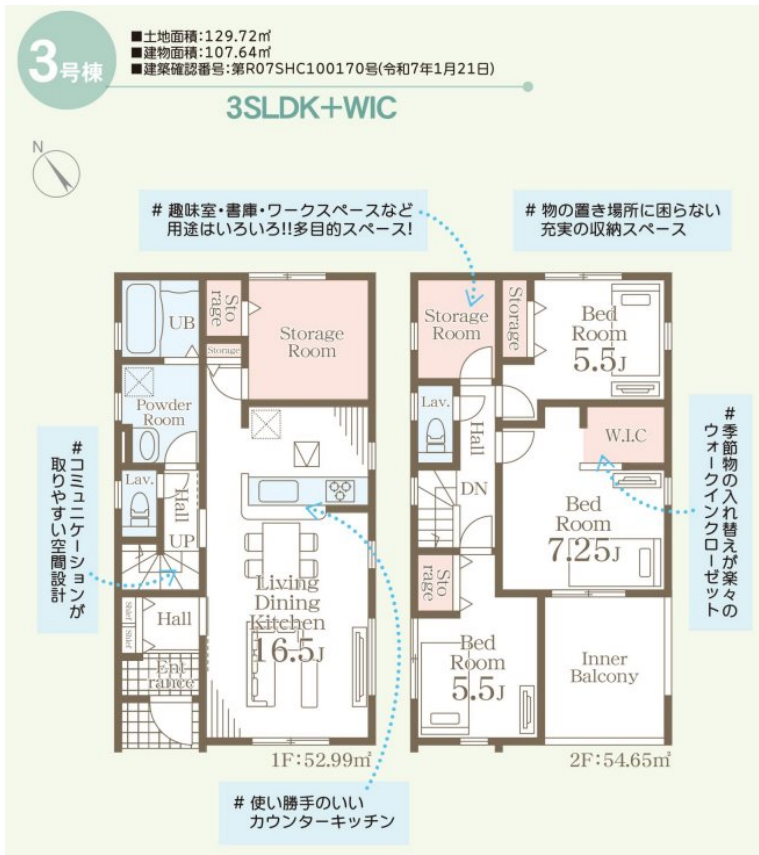 3号棟
■土地面積:129.72㎡
■建物面積:107.64㎡
■建築確認番号:第R07SHC100170号(令和7年1月21日)
3SLDK+WIC
N
# 趣味室・書庫・ワークスペースなど
用途はいろいろ!!多目的スペース!
# 物の置き場所に困らない
充実の収納スペース
UB
Sto
rage
Storage
Room
Storage
Powder
Room
Lav.
Hall
UP
Living
Dining
Kitchen
16.5J
Shelf
Shelf
Hall
Ent
rance
1F:52.99㎡
Storage
Room
Storage
Bed
Room
5.5J
Lav.
Hall
W.I.C
DN
Bed
Room
7.25J
Sto
rage
Bed
Room
5.5J
Inner
Balcony
2F:54.65㎡
# コミュニケーションが
取りやすい空間設計
# 季節物の入れ替えが楽々の
ウォークインクローゼット
# 使い勝手のいい
カウンターキッチン